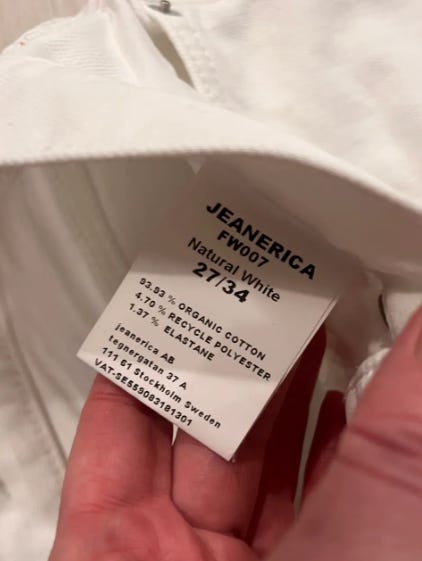 JEANERICA
FW007
Natural White
27/34
93.93 % ORGANIC COTTON
4.70 % RECYCLE POLYESTER
1.37 % ELASTANE
jeanerica AB
tegnergatan 37 A
111 61 Stockholm Sweden
VAT-SE559083181301